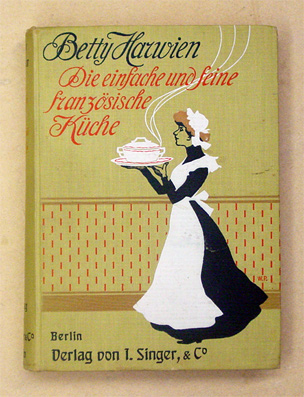 Betty Harwien
Die einfache und feine
französische
Küche
Berlin
Verlag von I. Singer, & Co